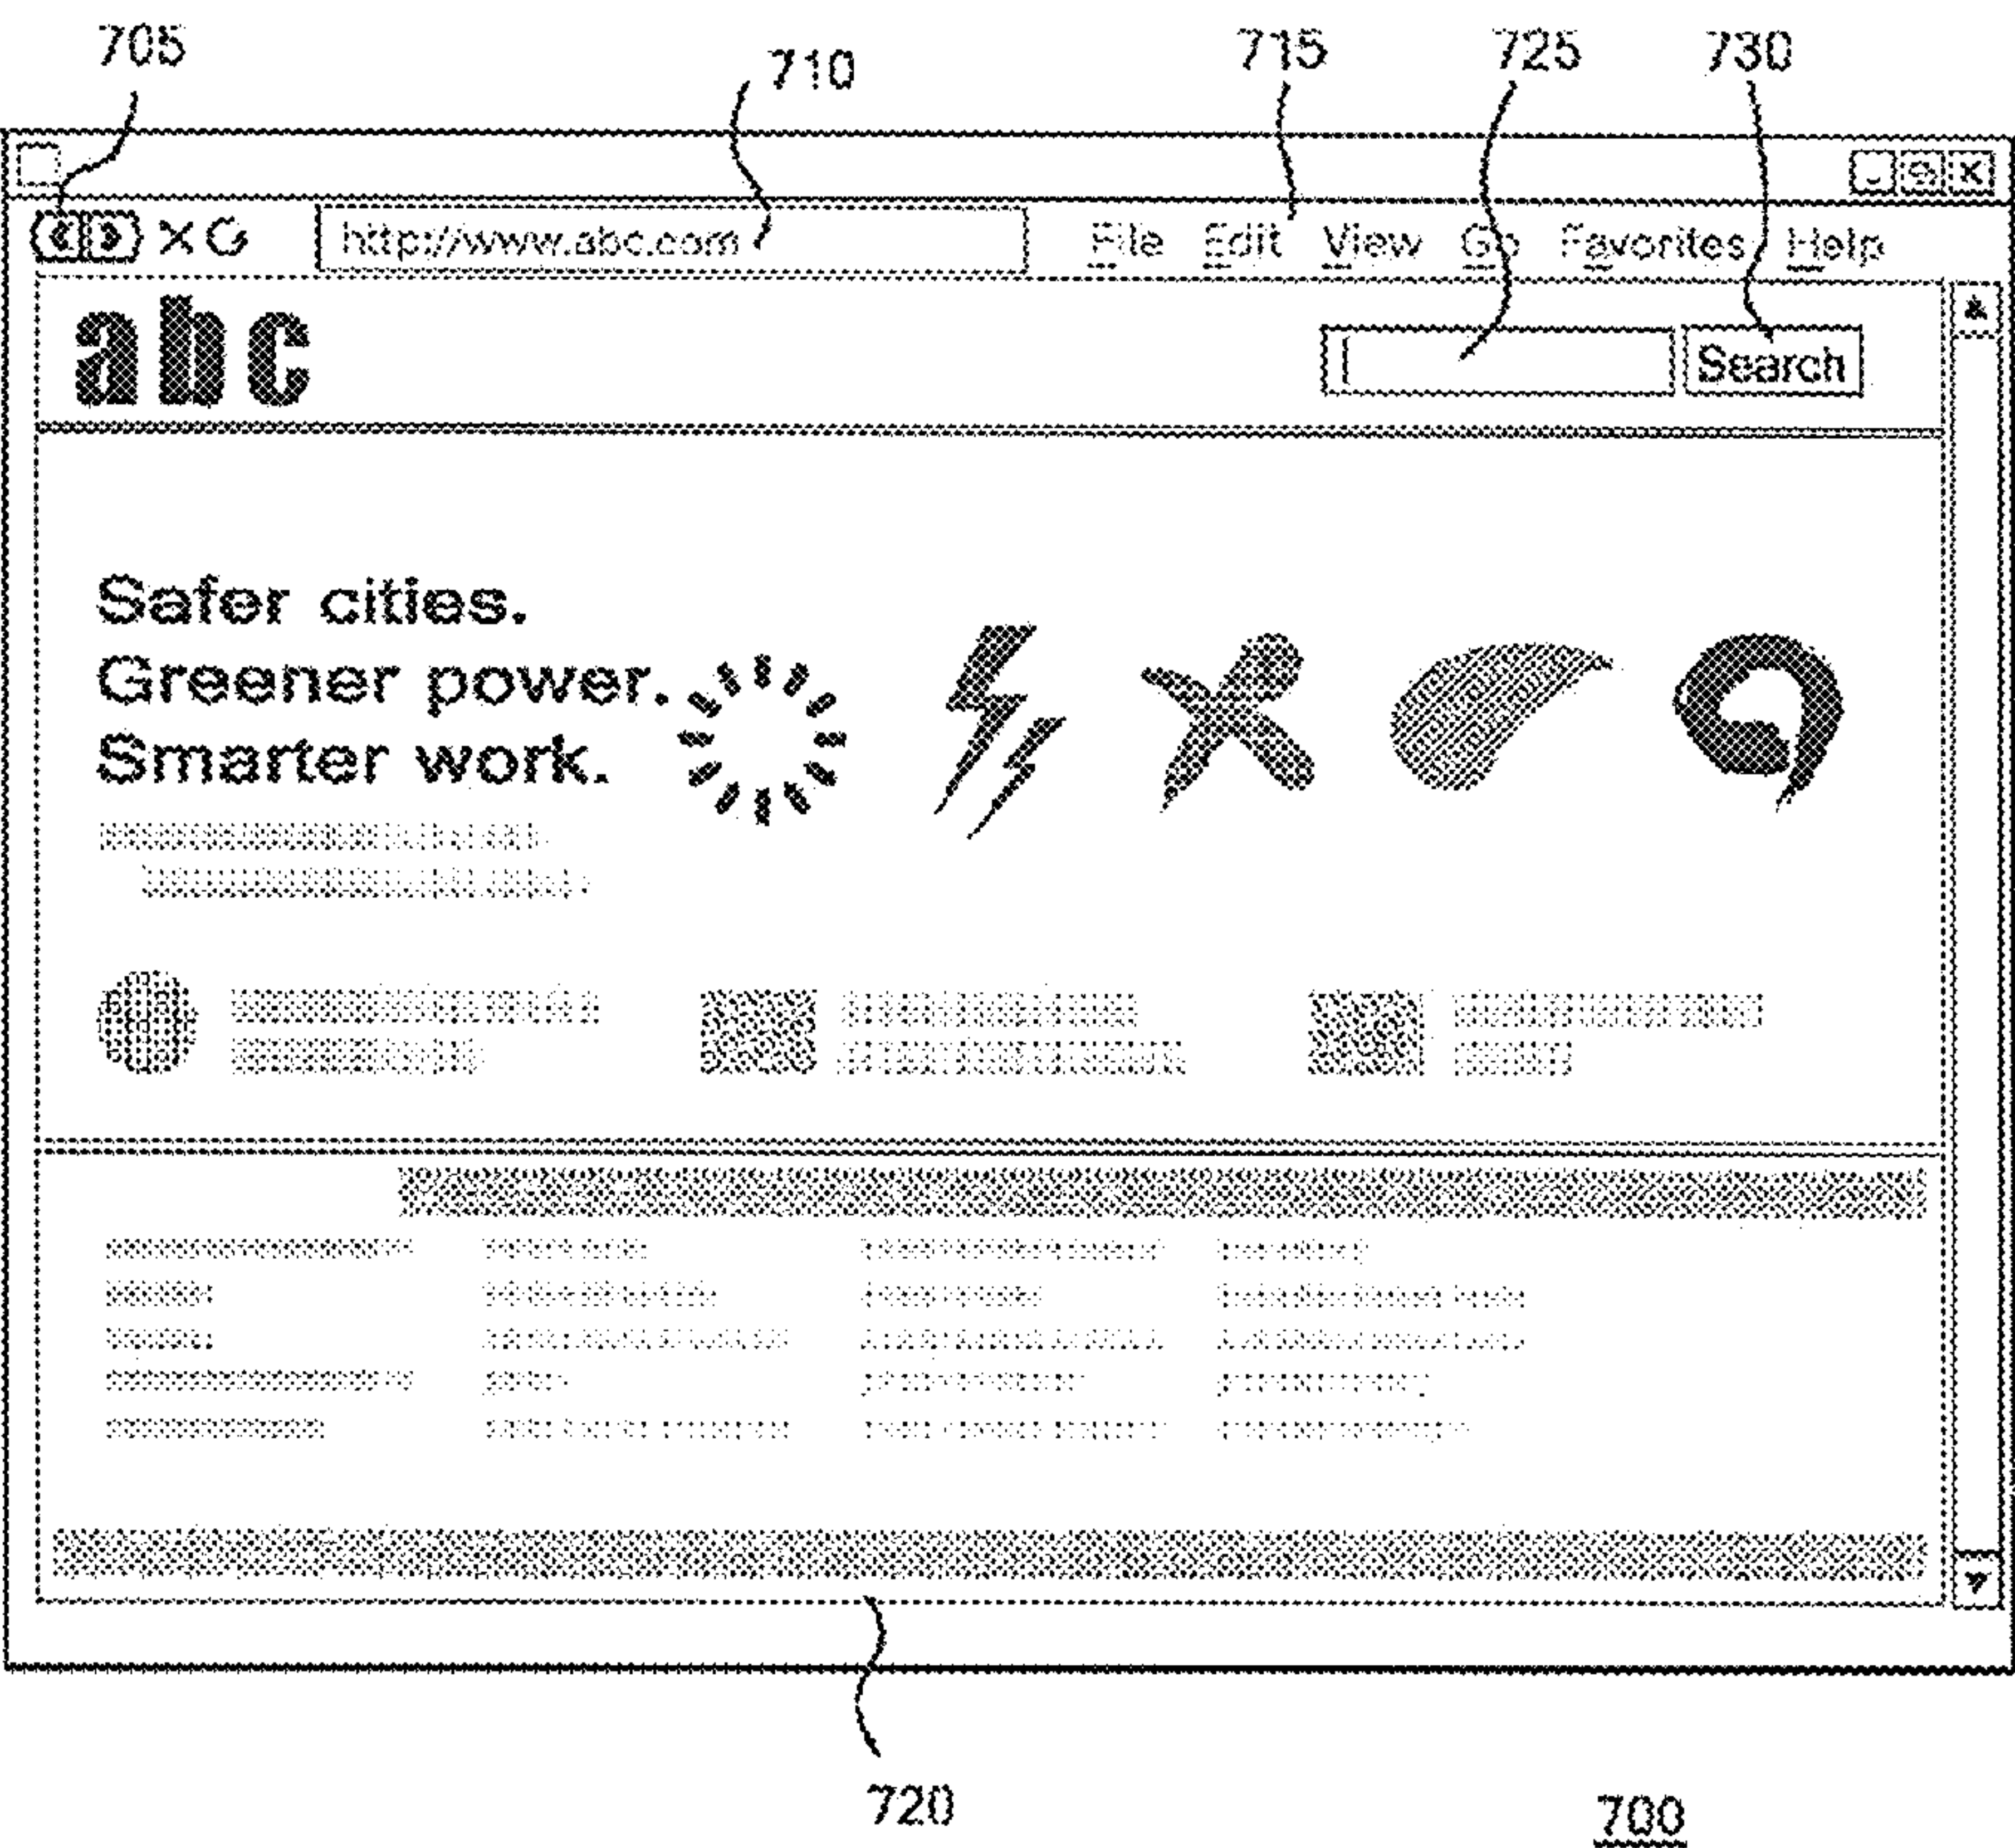 705
710
715
725
730
http://www.abc.com
File Edit View Go Favorites Help
abc
Search
Safer cities.
Greener power.
Smarter work.
720
700